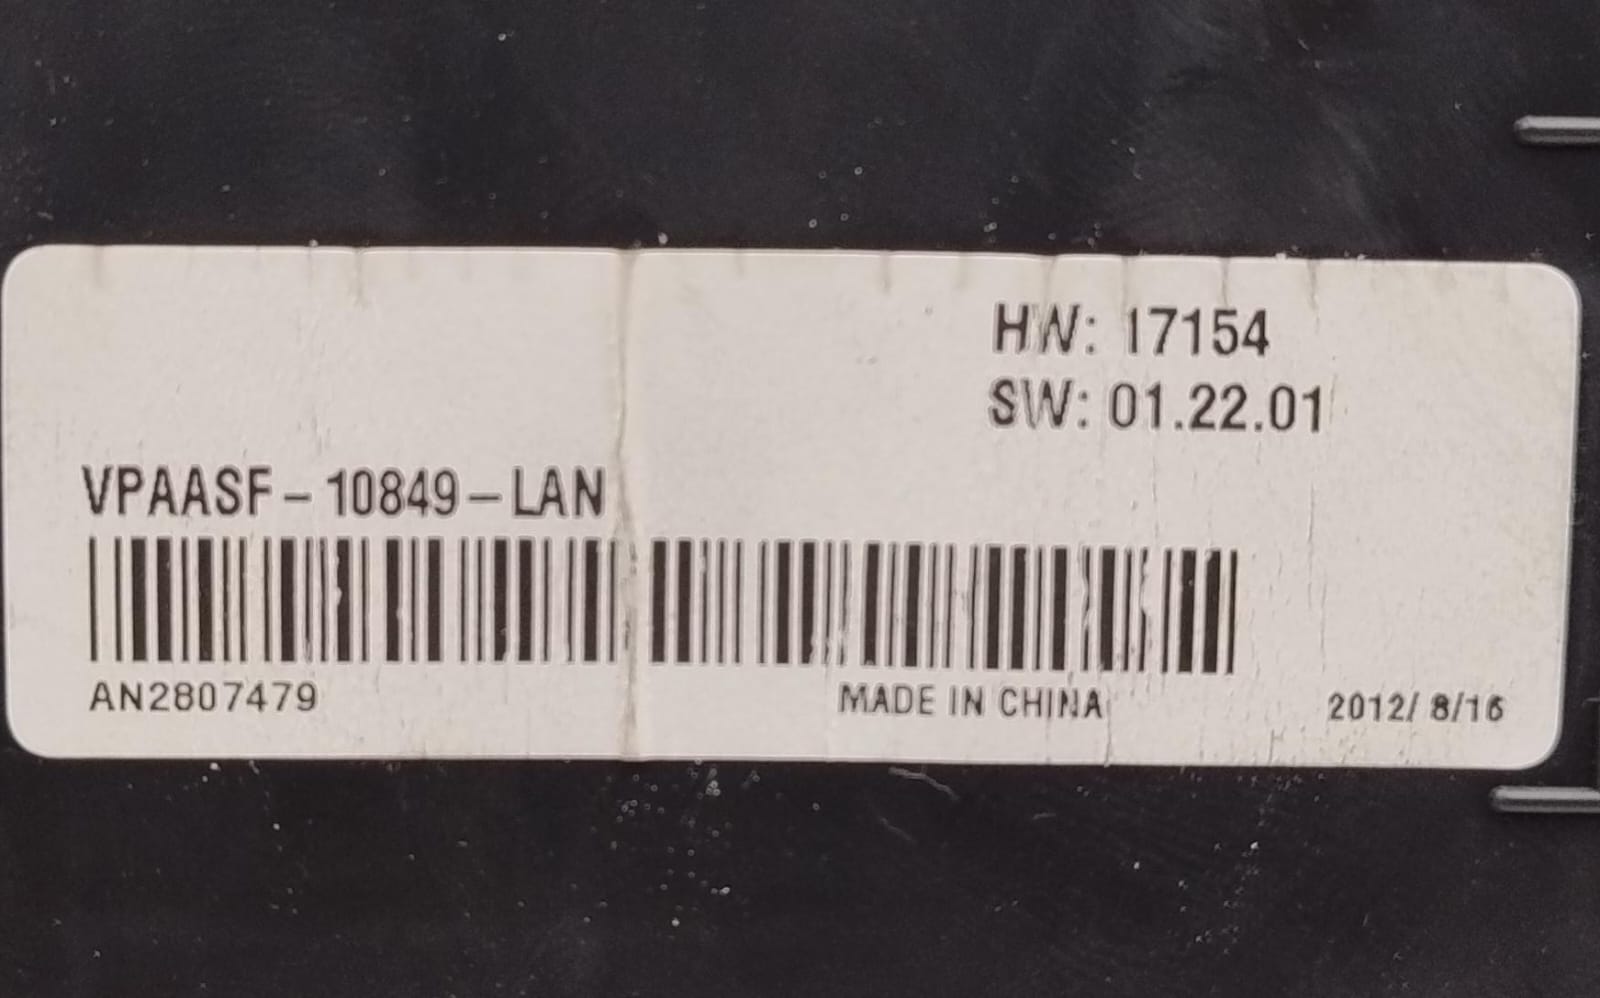 HW: 17154
SW: 01.22.01
VPAASF-10849-LAN
AN2807479
MADE IN CHINA
2012/ 8/16